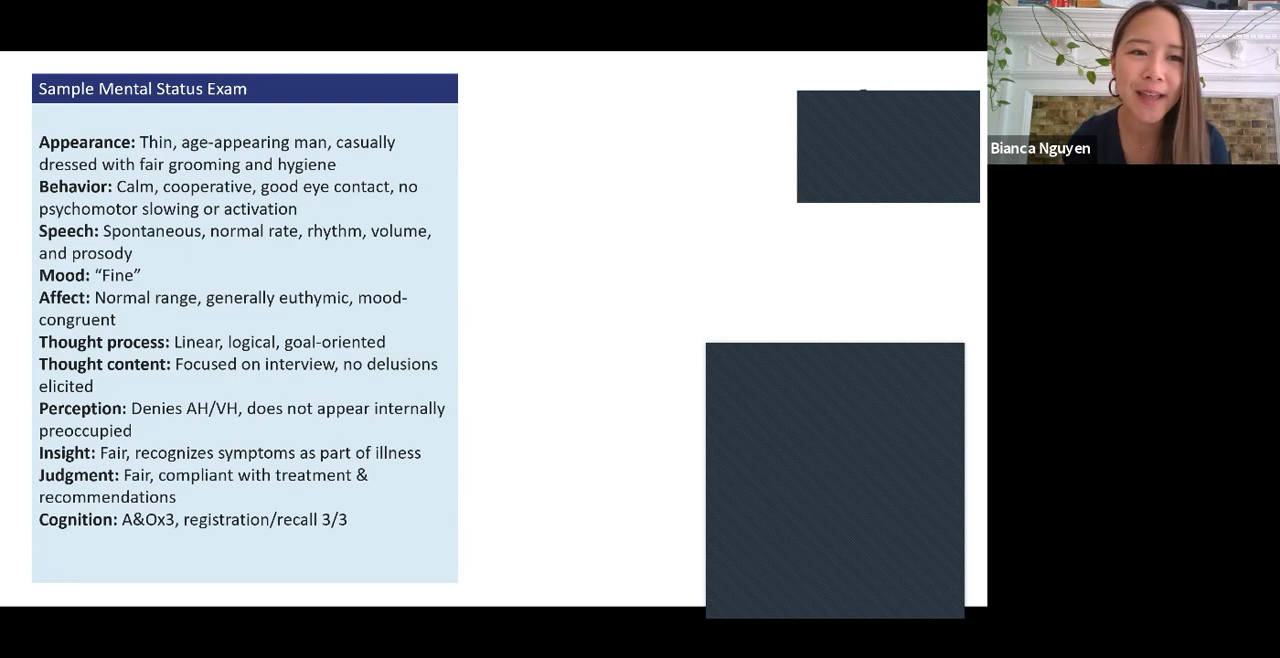 Sample Mental Status Exam
Appearance: Thin, age-appearing man, casually
dressed with fair grooming and hygiene
Behavior: Calm, cooperative, good eye contact, no
psychomotor slowing or activation
Speech: Spontaneous, normal rate, rhythm, volume,
and prosody
Mood: “Fine”
Affect: Normal range, generally euthymic, mood-
congruent
Thought process: Linear, logical, goal-oriented
Thought content: Focused on interview, no delusions
elicited
Perception: Denies AH/VH, does not appear internally
preoccupied
Insight: Fair, recognizes symptoms as part of illness
Judgment: Fair, compliant with treatment &
recommendations
Cognition: A&Ox3, registration/recall 3/3
Bianca Nguyen